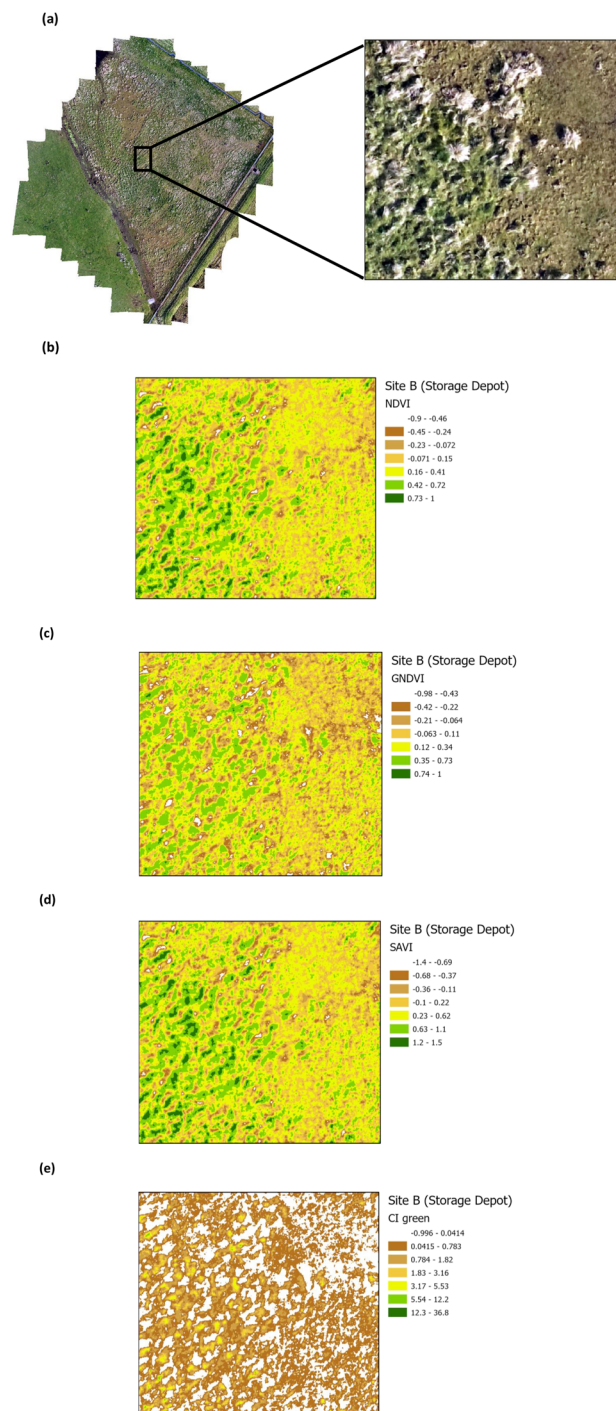 (a)
(b)
Site B (Storage Depot)
NDVI
-0.9 - -0.46
-0.45 - -0.24
-0.23 - -0.072
-0.071 - 0.15
0.16 - 0.41
0.42 - 0.72
0.73 - 1
(c)
Site B (Storage Depot)
GNDVI
-0.98 - -0.43
-0.42 - -0.22
-0.21 - -0.064
-0.063 - 0.11
0.12 - 0.34
0.35 - 0.73
0.74 - 1
(d)
Site B (Storage Depot)
SAVI
-1.4 - -0.69
-0.68 - -0.37
-0.36 - -0.11
-0.1 - 0.22
0.23 - 0.62
0.63 - 1.1
1.2 - 1.5
(e)
Site B (Storage Depot)
CI green
-0.996 - 0.0414
0.0415 - 0.783
0.784 - 1.82
1.83 - 3.16
3.17 - 5.53
5.54 - 12.2
12.3 - 36.8